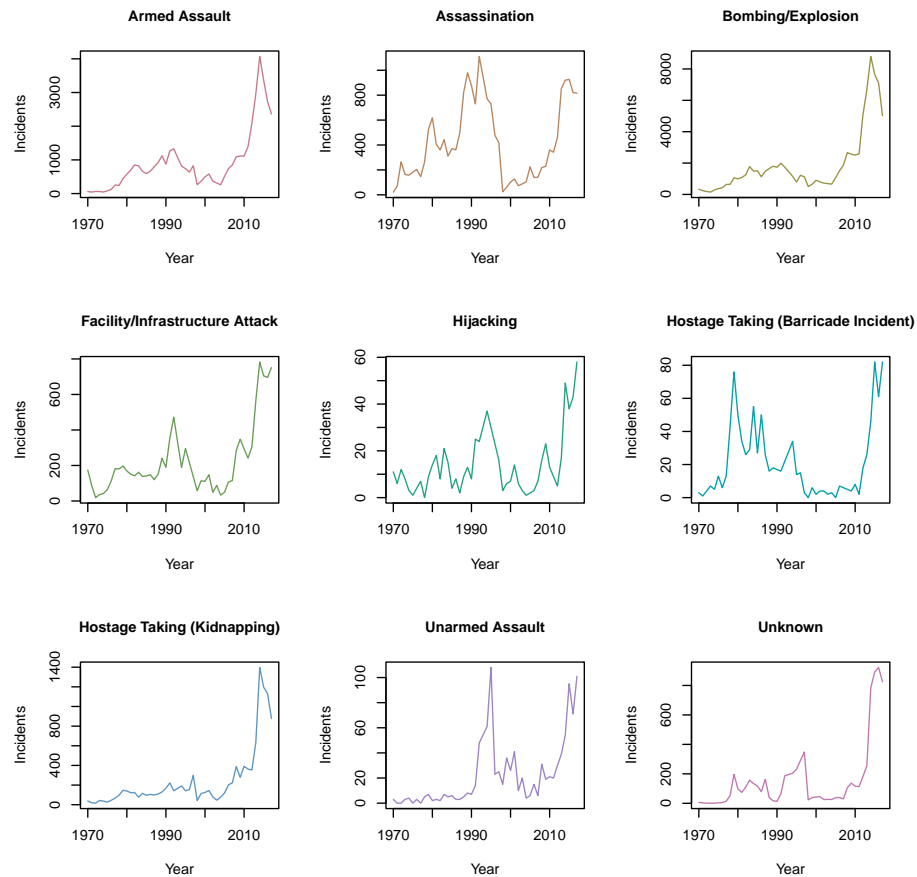 Armed Assault
Assassination
Bombing/Explosion
Incidents
0
1000
3000
1970
1990
2010
Year
Incidents
0
400
800
1970
1990
2010
Year
Incidents
0
4000
8000
1970
1990
2010
Year
Facility/Infrastructure Attack
Hijacking
Hostage Taking (Barricade Incident)
Incidents
0
200
600
1970
1990
2010
Year
Incidents
0
20
40
60
1970
1990
2010
Year
Incidents
0
20
40
60
80
1970
1990
2010
Year
Hostage Taking (Kidnapping)
Unarmed Assault
Unknown
Incidents
0
400
800
1400
1970
1990
2010
Year
Incidents
0
20
60
100
1970
1990
2010
Year
Incidents
0
200
600
1970
1990
2010
Year